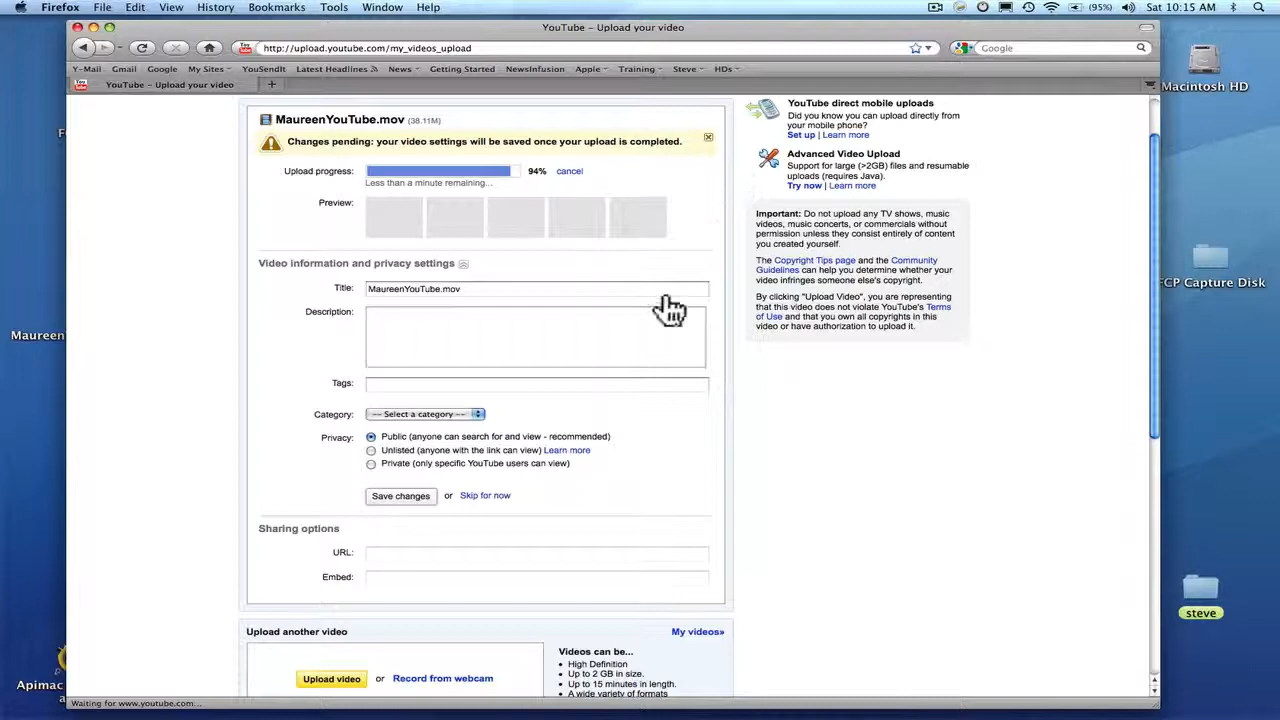 Firefox File Edit View History Bookmarks Tools Window Help (95%) Sat 10:15 AM
YouTube – Upload your video
http://upload.youtube.com/my_videos_upload
Google
Y-Mail Gmail Google My Sites YouSendIt Latest Headlines News Getting Started NewsInfusion Apple Training Steve HDs
YouTube – Upload your video
MaureenYouTube.mov (38.11M)
Changes pending: your video settings will be saved once your upload is completed.
Upload progress: 94% cancel
Less than a minute remaining...
Preview:
Video information and privacy settings
Title: MaureenYouTube.mov
Description:
Tags:
Category: -- Select a category --
Privacy: Public (anyone can search for and view - recommended)
Unlisted (anyone with the link can view) Learn more
Private (only specific YouTube users can view)
Save changes or Skip for now
Sharing options
URL:
Embed:
Upload another video My videos»
Upload video or Record from webcam
Videos can be...
• High Definition
• Up to 2 GB in size.
• Up to 15 minutes in length.
• A wide variety of formats
YouTube direct mobile uploads
Did you know you can upload directly from
your mobile phone?
Set up | Learn more
Advanced Video Upload
Support for large (>2GB) files and resumable
uploads (requires Java).
Try now | Learn more
Important: Do not upload any TV shows, music
videos, music concerts, or commercials without
permission unless they consist entirely of content
you created yourself.
The Copyright Tips page and the Community
Guidelines can help you determine whether your
video infringes someone else's copyright.
By clicking "Upload Video", you are representing
that this video does not violate YouTube's Terms
of Use and that you own all copyrights in this
video or have authorization to upload it.
Waiting for www.youtube.com...
Macintosh HD
FCP Capture Disk
steve
Maureen
Apimac